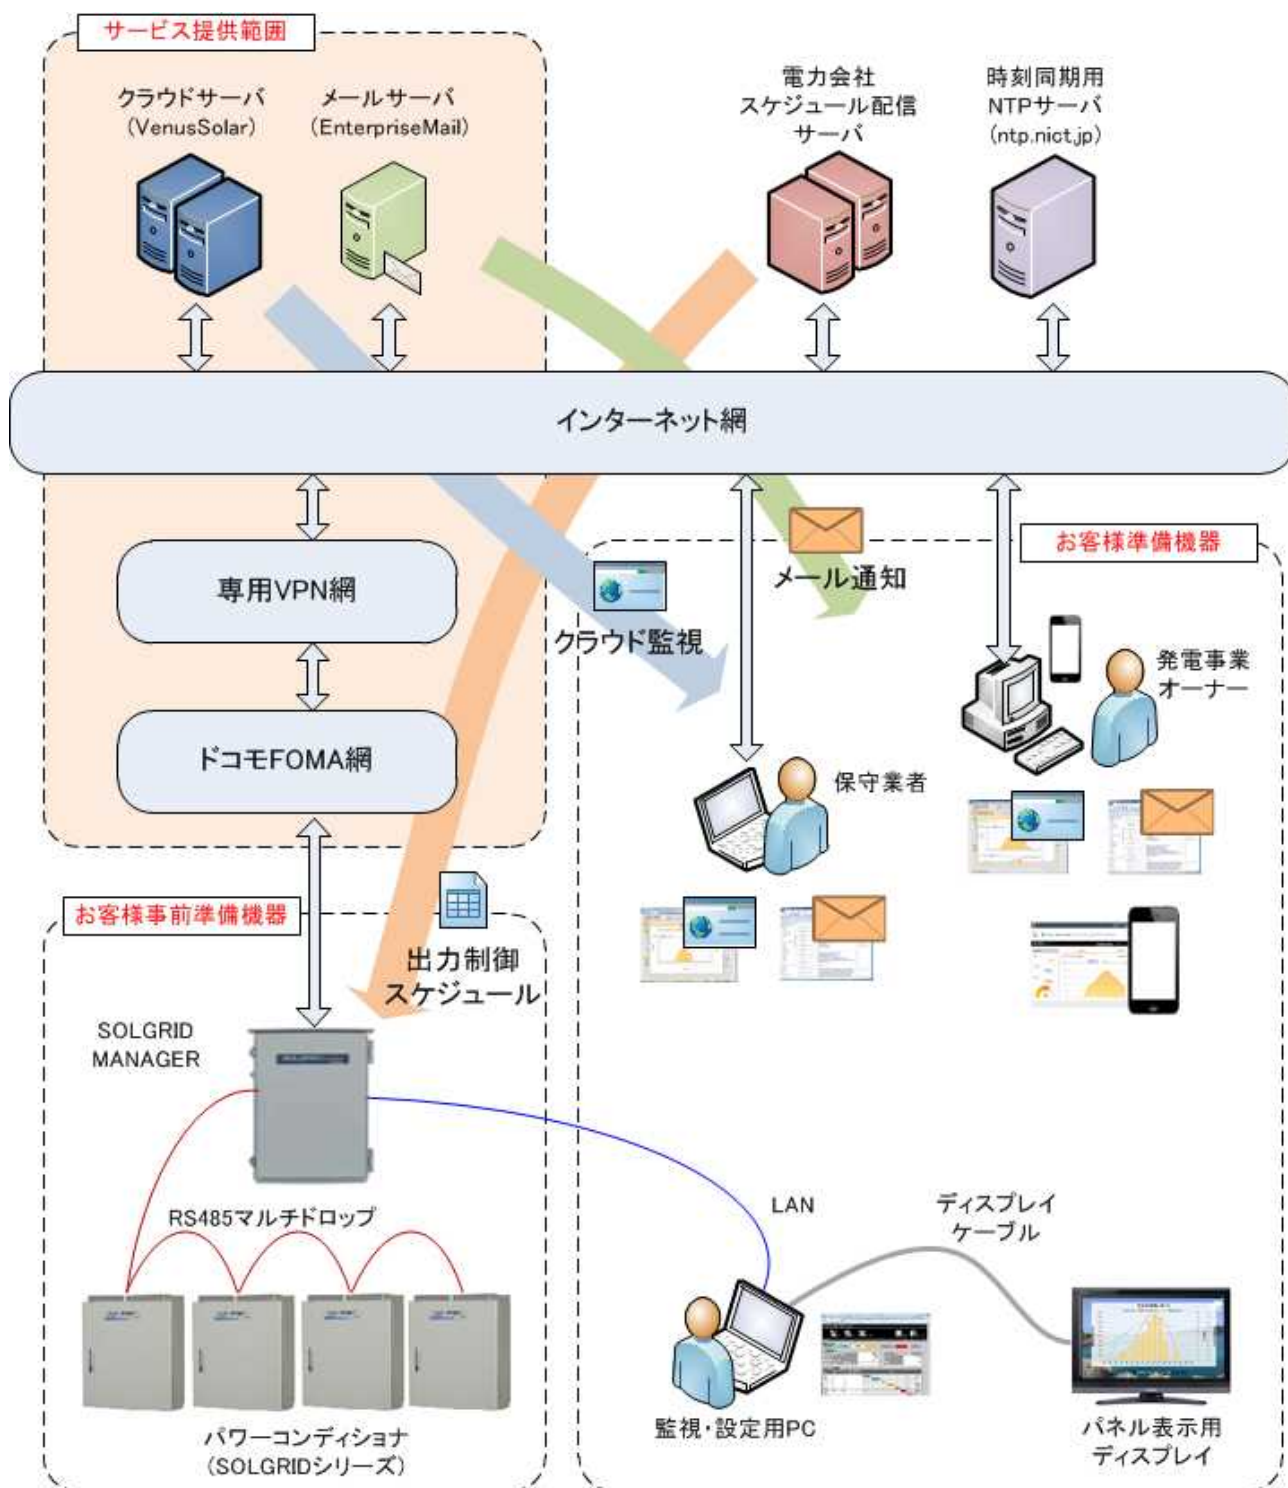 サービス提供範囲
クラウドサーバ
(VenusSolar)
メールサーバ
(EnterpriseMail)
電力会社
スケジュール配信
サーバ
時刻同期用
NTPサーバ
(ntp.nict.jp)
インターネット網
専用VPN網
ドコモFOMA網
クラウド監視
メール通知
お客様準備機器
発電事業
オーナー
保守業者
お客様事前準備機器
出力制御
スケジュール
SOLGRID
MANAGER
RS485マルチドロップ
LAN
ディスプレイ
ケーブル
パワーコンディショナ
(SOLGRIDシリーズ)
監視・設定用PC
パネル表示用
ディスプレイ